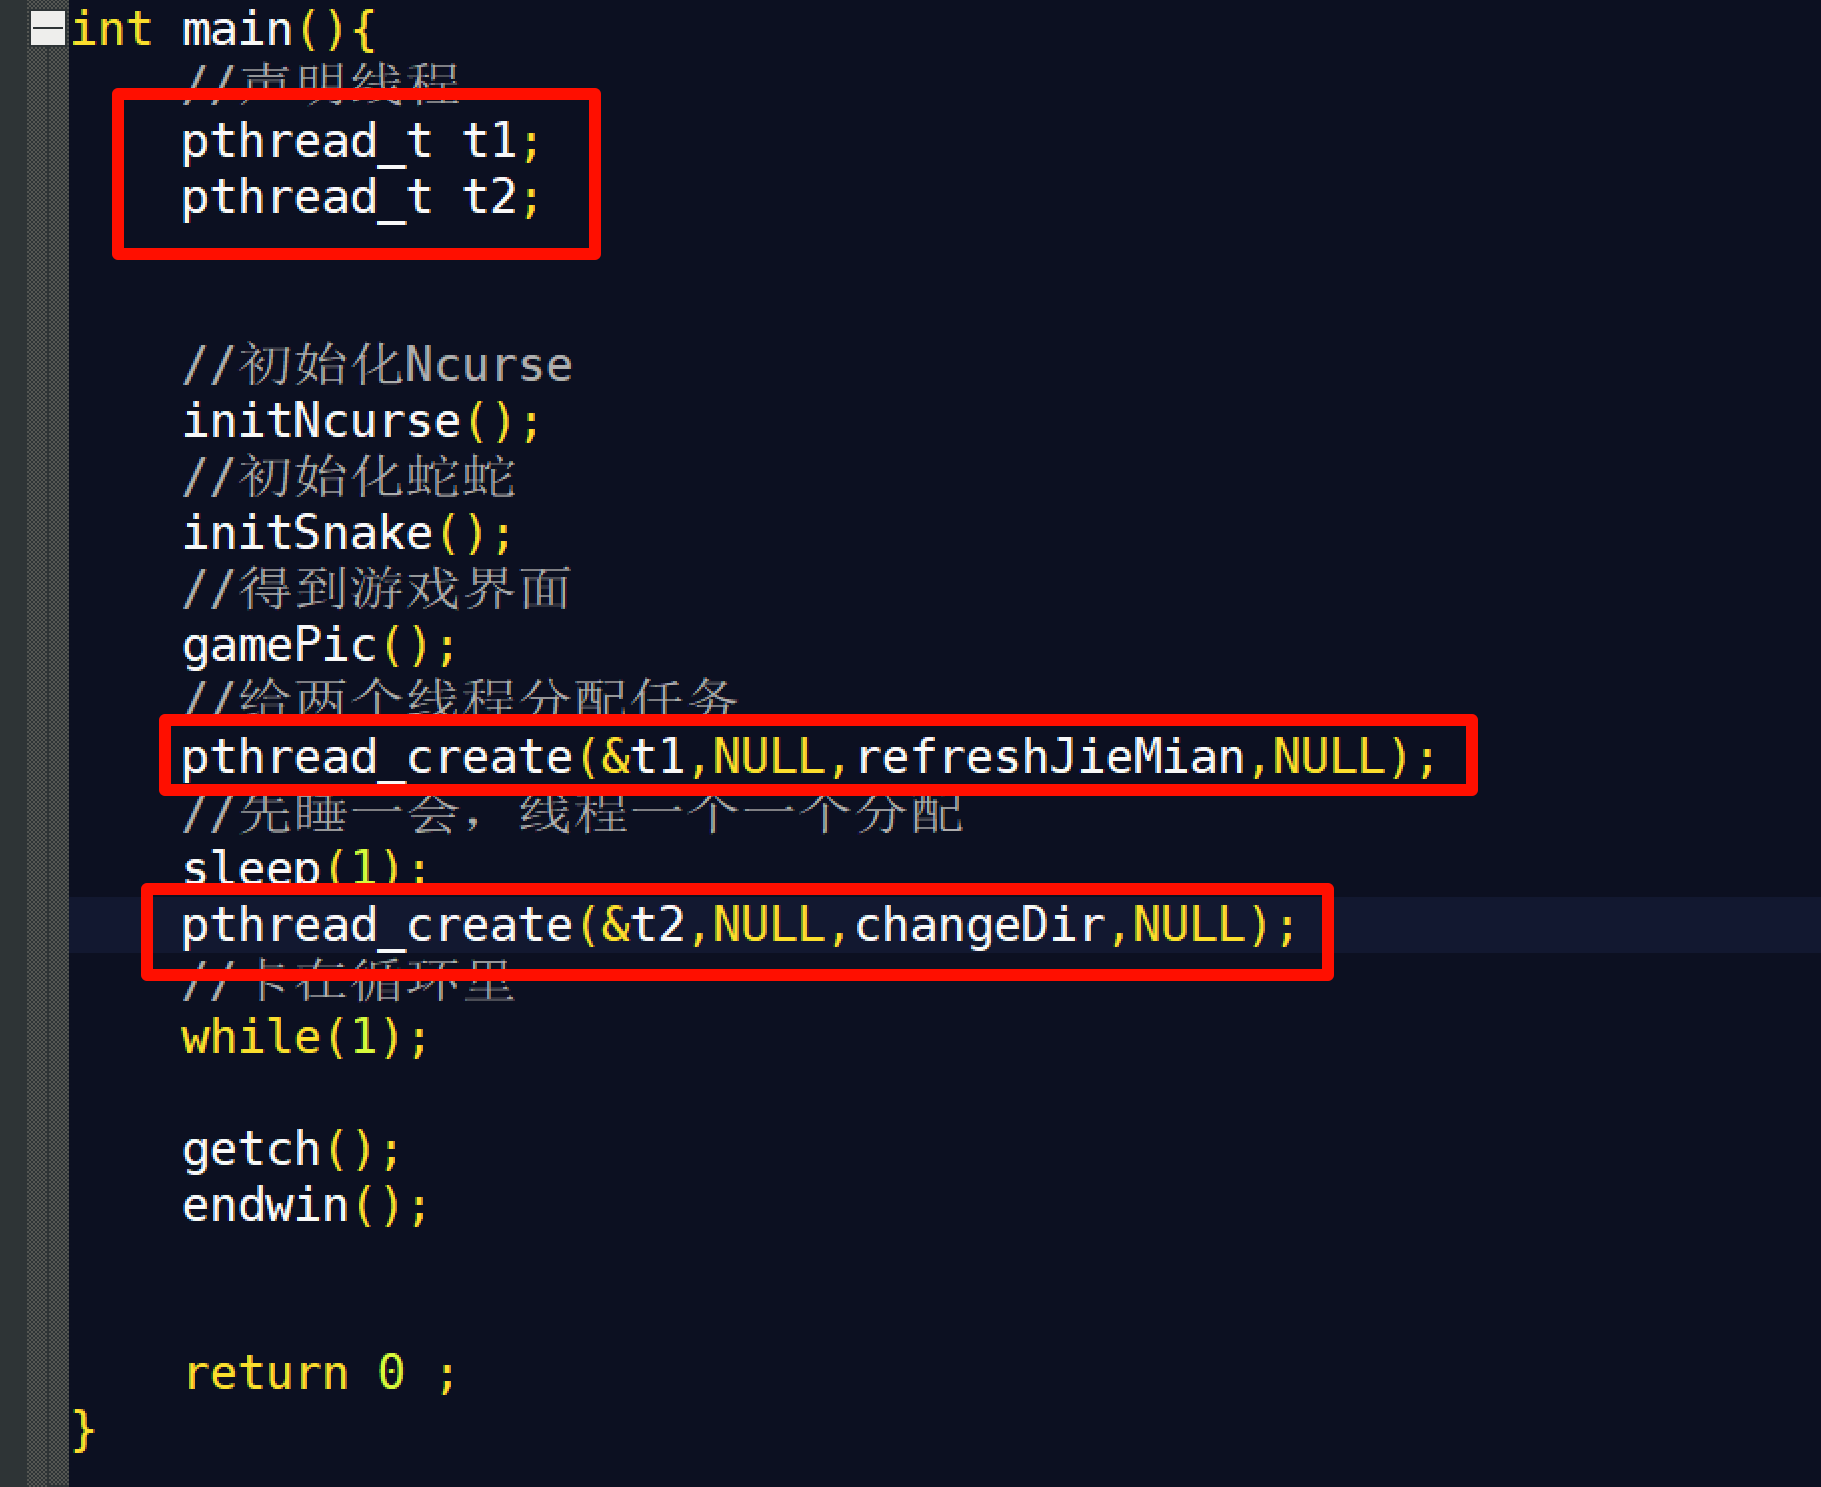 int main(){
//声明线程
pthread_t t1;
pthread_t t2;
//初始化Ncurse
initNcurse();
//初始化蛇蛇
initSnake();
//得到游戏界面
gamePic();
//给两个线程分配任务
pthread_create(&t1,NULL,refreshJieMian,NULL);
//先睡一会，线程一个一个分配
sleep(1);
pthread_create(&t2,NULL,changeDir,NULL);
//卡在循环里
while(1);
getch();
endwin();
return 0 ;
}